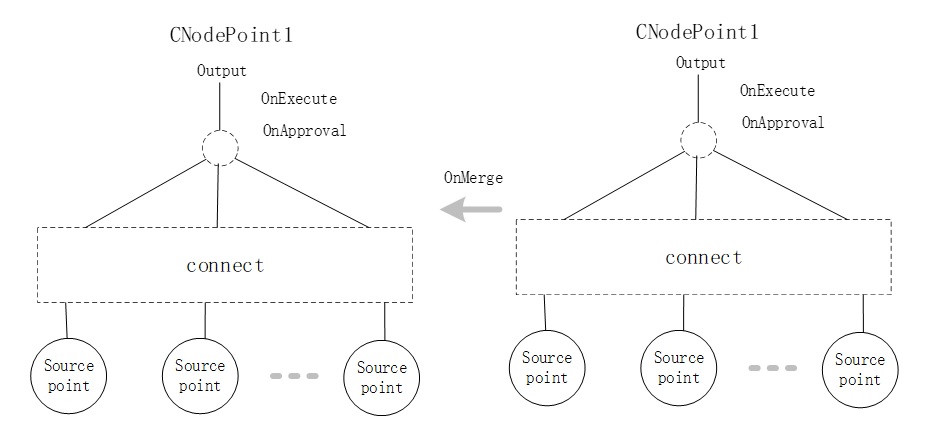 CNodePoint1
Output
OnExecute
OnApproval
connect
Source
point
Source
point
Source
point
OnMerge
CNodePoint1
Output
OnExecute
OnApproval
connect
Source
point
Source
point
Source
point